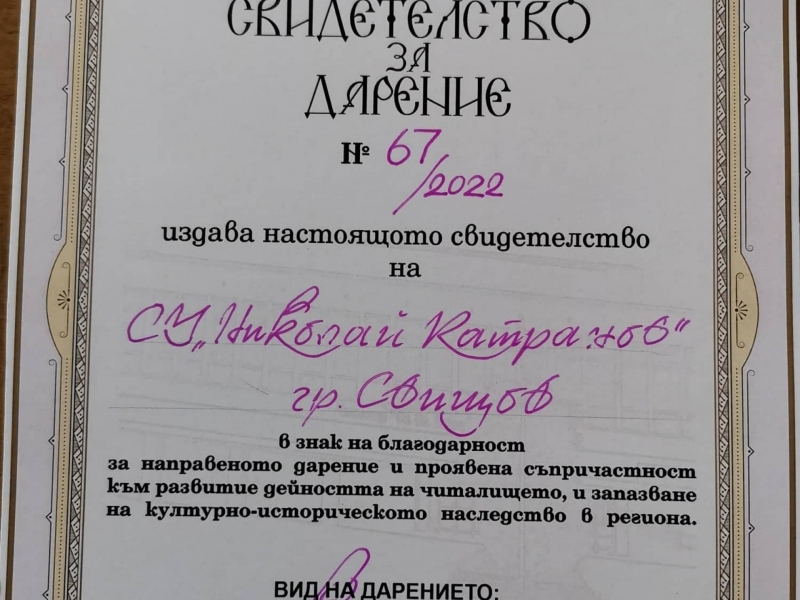 СВИДЕТЕЛСТВО
ЗА
ДАРЕНИЕ
№ 67
/2022
издава настоящото свидетелство
на
СУ „Николай Катранов“
гр. Свищов
в знак на благодарност
за направеното дарение и проявена съпричастност
към развитие дейността на читалището, и запазване
на културно-историческото наследство в региона.
ВИД НА ДАРЕНИЕТО: